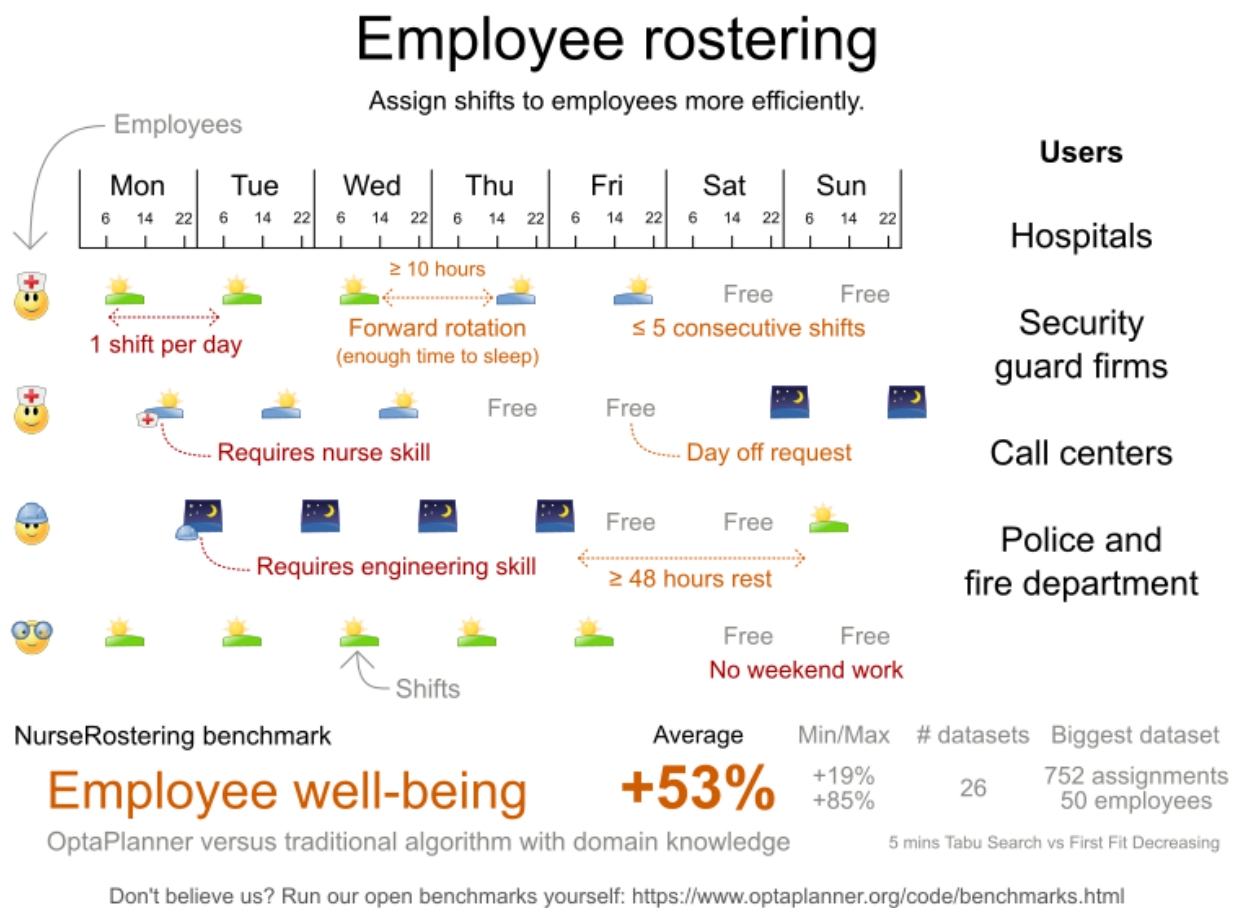 Employee rostering
Assign shifts to employees more efficiently.
Employees
Users
Mon Tue Wed Thu Fri Sat Sun
6 14 22 6 14 22 6 14 22 6 14 22 6 14 22 6 14 22 6 14 22
Hospitals
≥ 10 hours
Free Free
1 shift per day
Forward rotation
(enough time to sleep)
≤ 5 consecutive shifts
Security
guard firms
Free Free
Requires nurse skill
Day off request
Call centers
Free Free
Requires engineering skill
≥ 48 hours rest
Police and
fire department
Free Free
No weekend work
Shifts
NurseRostering benchmark
Average Min/Max # datasets Biggest dataset
Employee well-being
+53%
+19%
+85%
26
752 assignments
50 employees
OptaPlanner versus traditional algorithm with domain knowledge
5 mins Tabu Search vs First Fit Decreasing
Don't believe us? Run our open benchmarks yourself: https://www.optaplanner.org/code/benchmarks.html